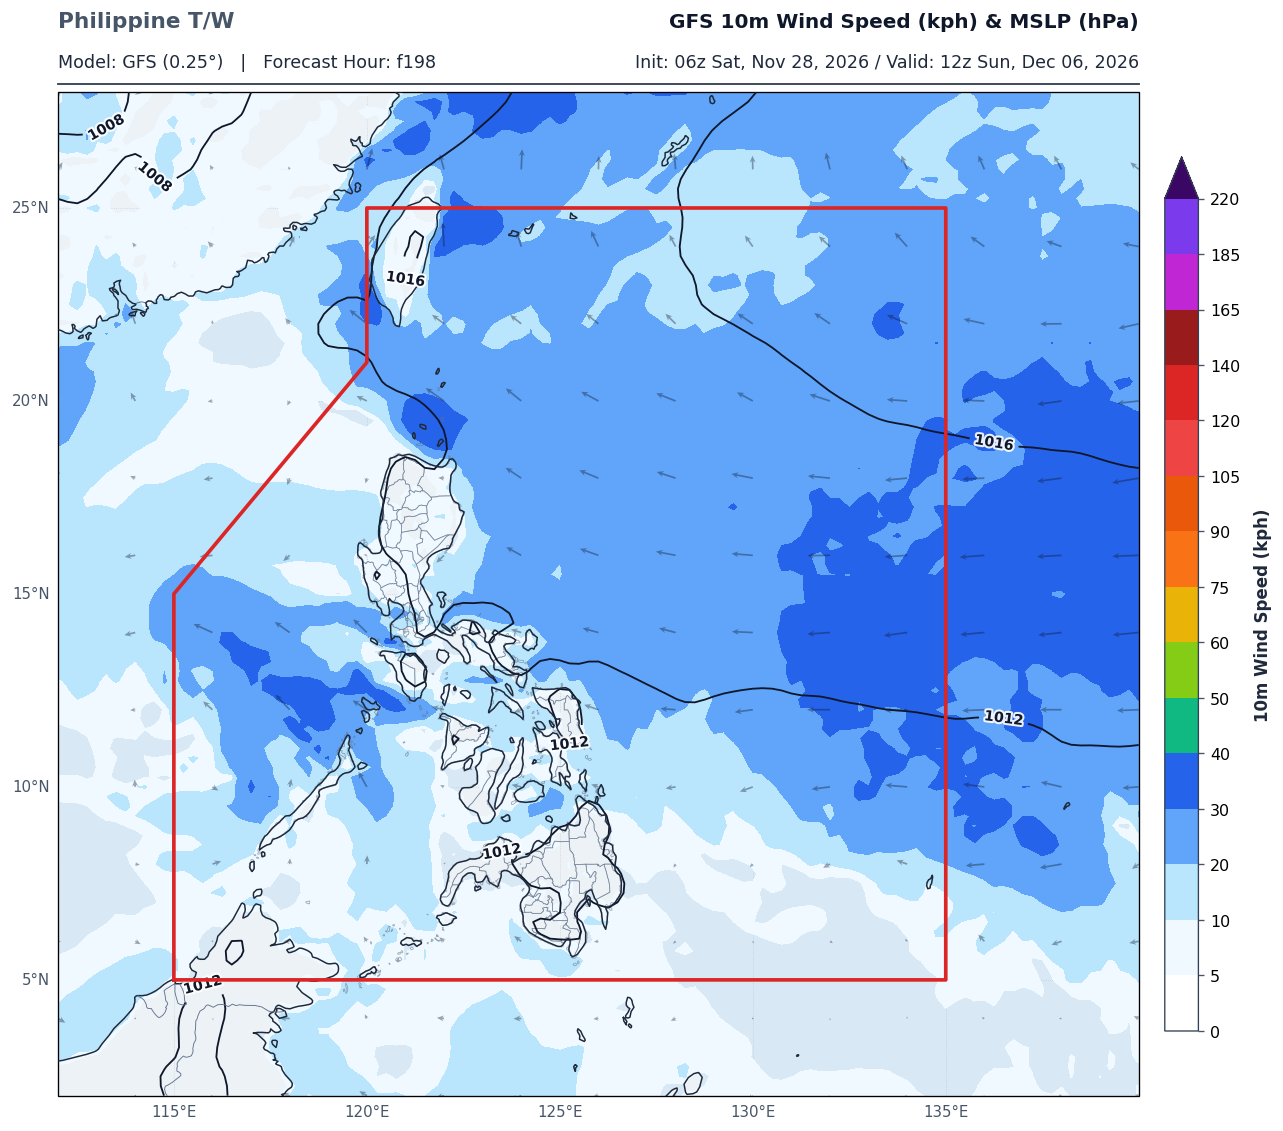 Philippine T/W
GFS 10m Wind Speed (kph) & MSLP (hPa)
Model: GFS (0.25°)   |   Forecast Hour: f198
Init: 06z Sat, Nov 28, 2026 / Valid: 12z Sun, Dec 06, 2026
1008
1008
1016
1016
1012
1012
1012
1012
25°N
20°N
15°N
10°N
5°N
115°E
120°E
125°E
130°E
135°E
220
185
165
140
120
105
90
75
60
50
40
30
20
10
5
0
10m Wind Speed (kph)